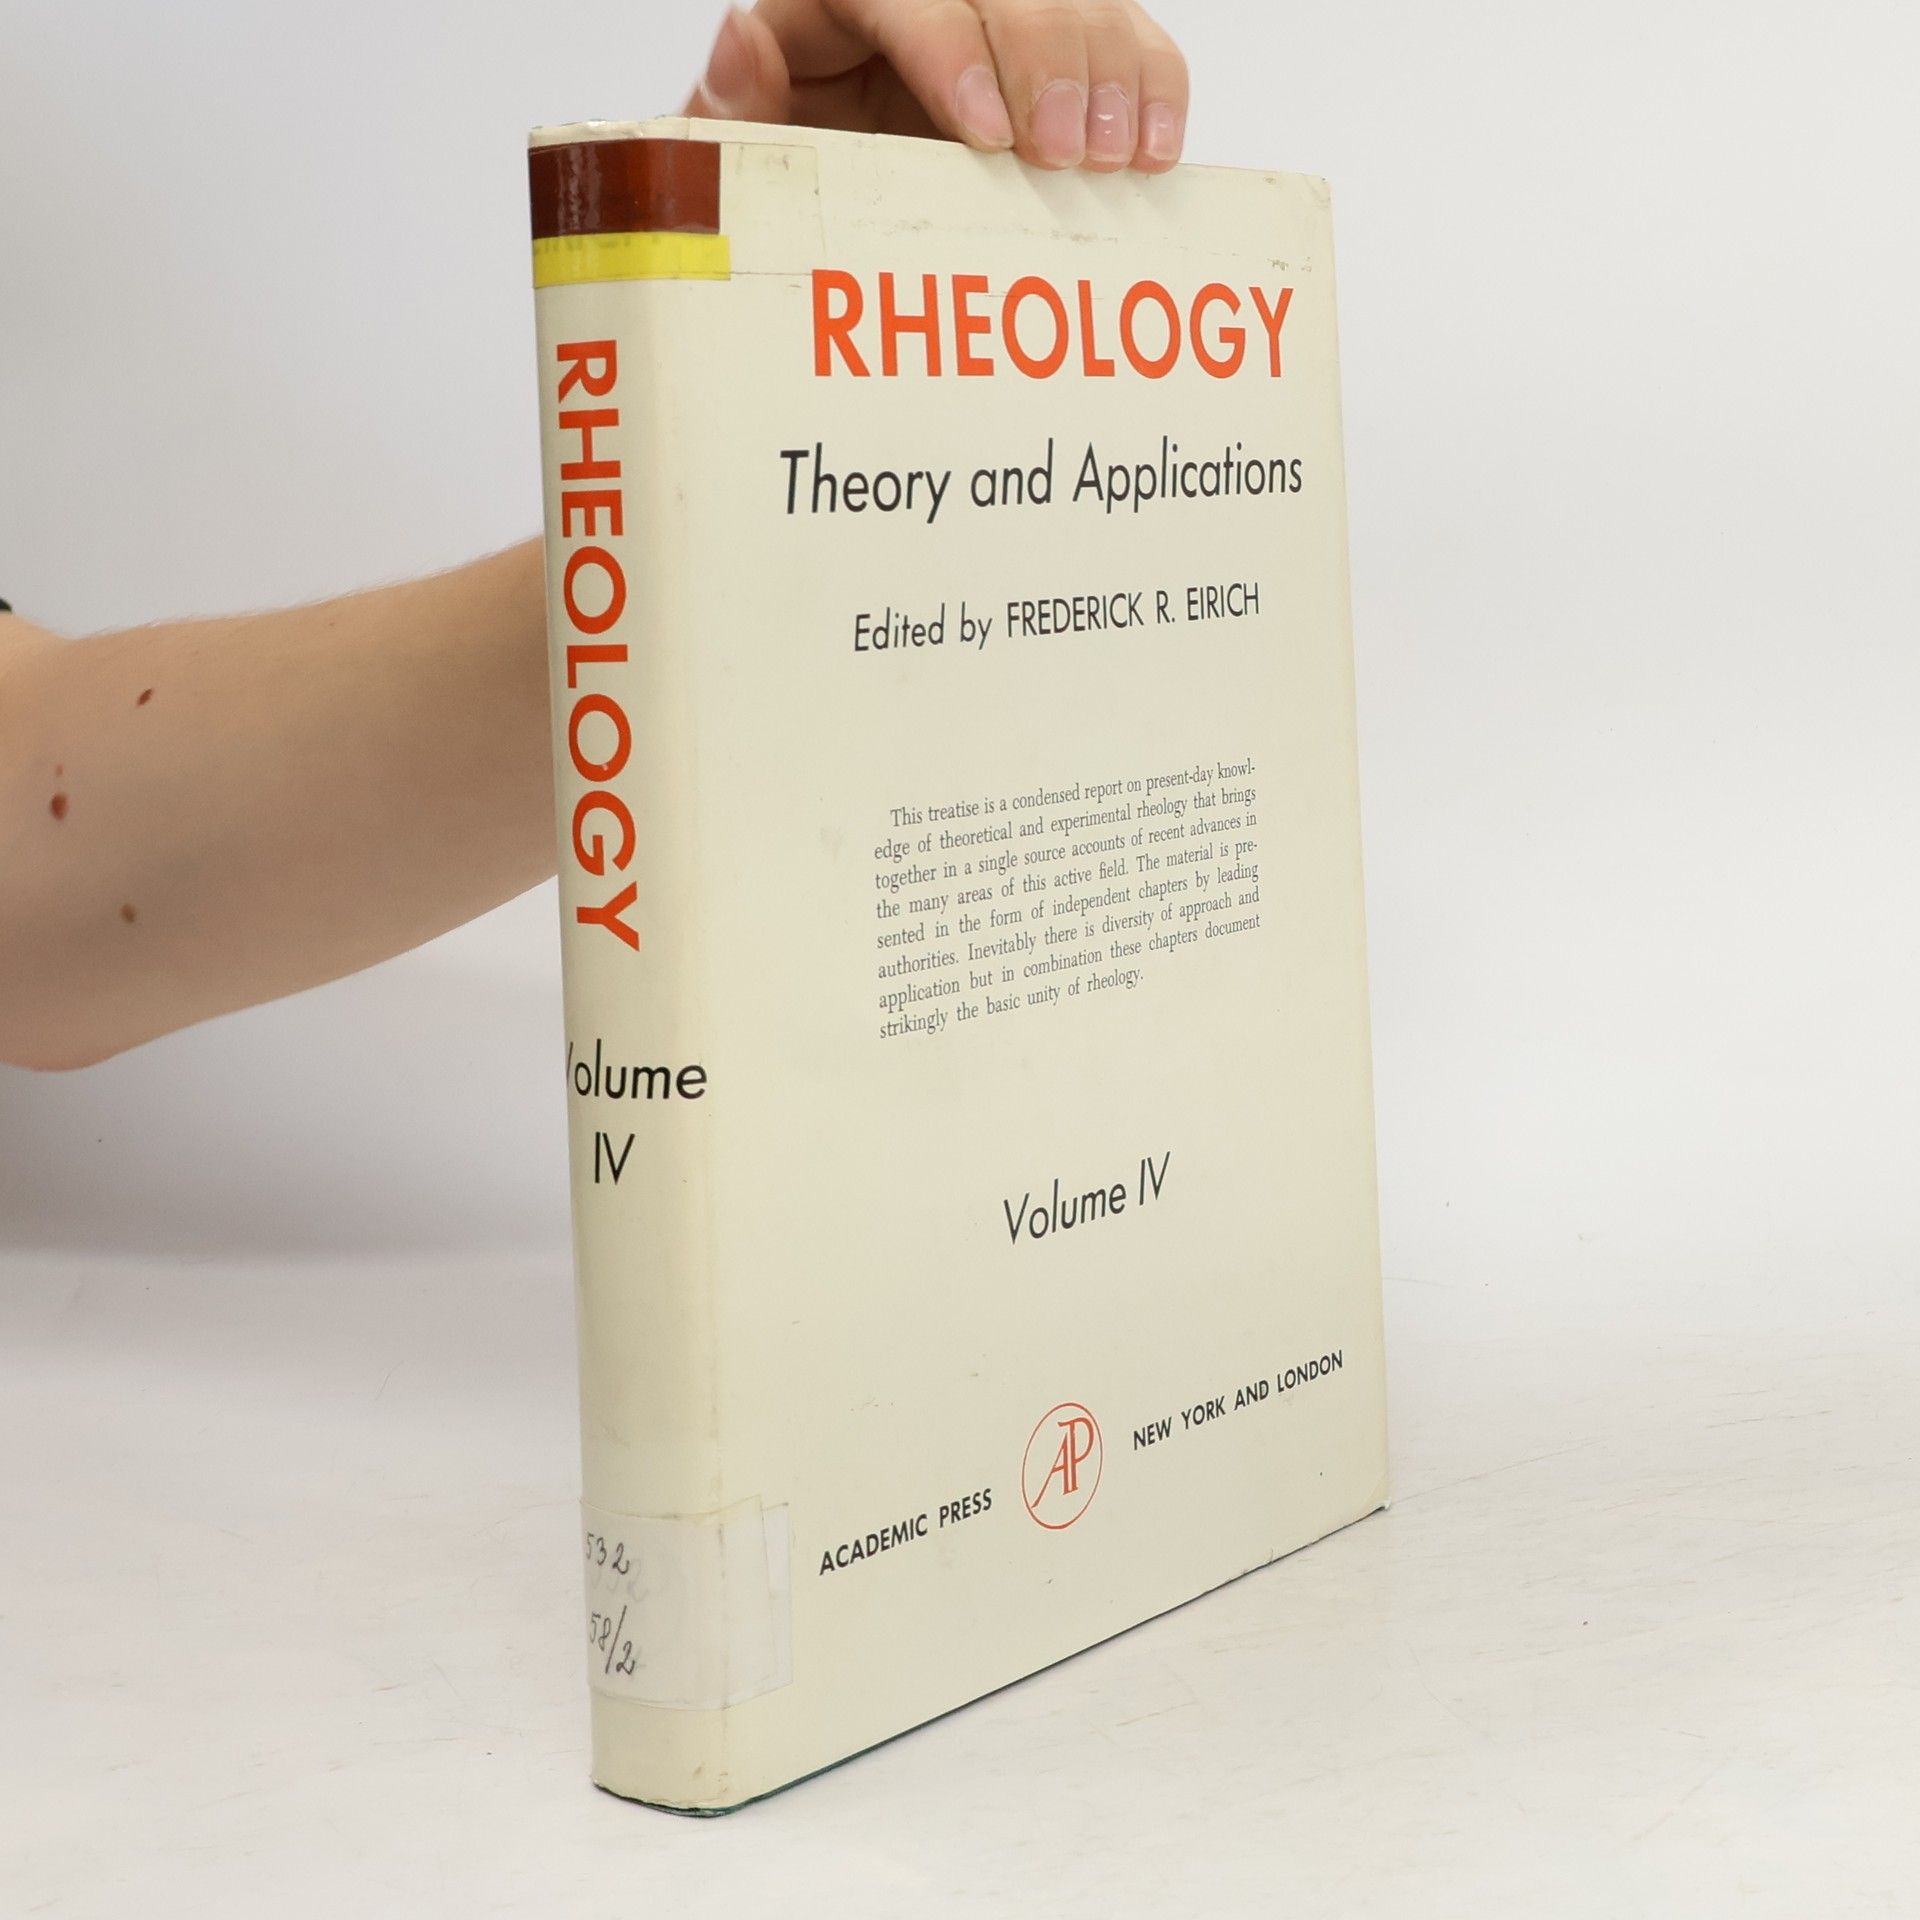 RHEOLOGY
Volume
IV
532
58/2
RHEOLOGY
Theory and Applications
Edited by FREDERICK R. EIRICH
This treatise is a condensed report on present-day knowl-
edge of theoretical and experimental rheology that brings
together in a single source accounts of recent advances in
the many areas of this active field. The material is pre-
sented in the form of independent chapters by leading
authorities. Inevitably there is diversity of approach and
application but in combination these chapters document
strikingly the basic unity of rheology.
Volume IV
ACADEMIC PRESS AP NEW YORK AND LONDON